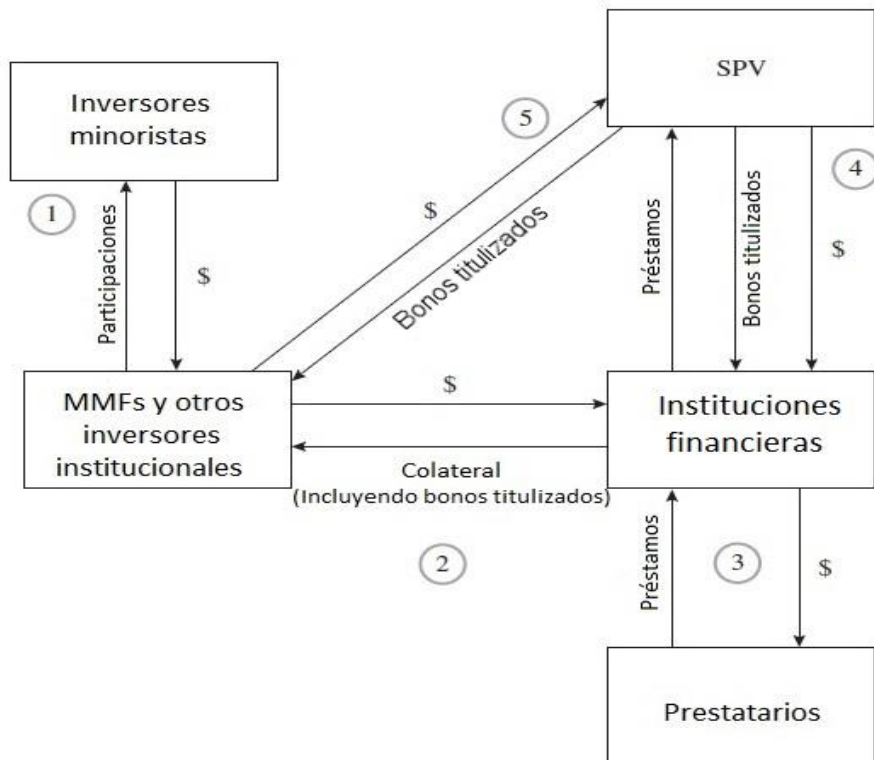 SPV
Inversores
minoristas
5
4
1
Participaciones
$
$
Bonos titulizados
Préstamos
Bonos titulizados
$
MMFs y otros
inversores
institucionales
$
Instituciones
financieras
Colateral
(Incluyendo bonos titulizados)
2
Préstamos
3
$
Prestatarios